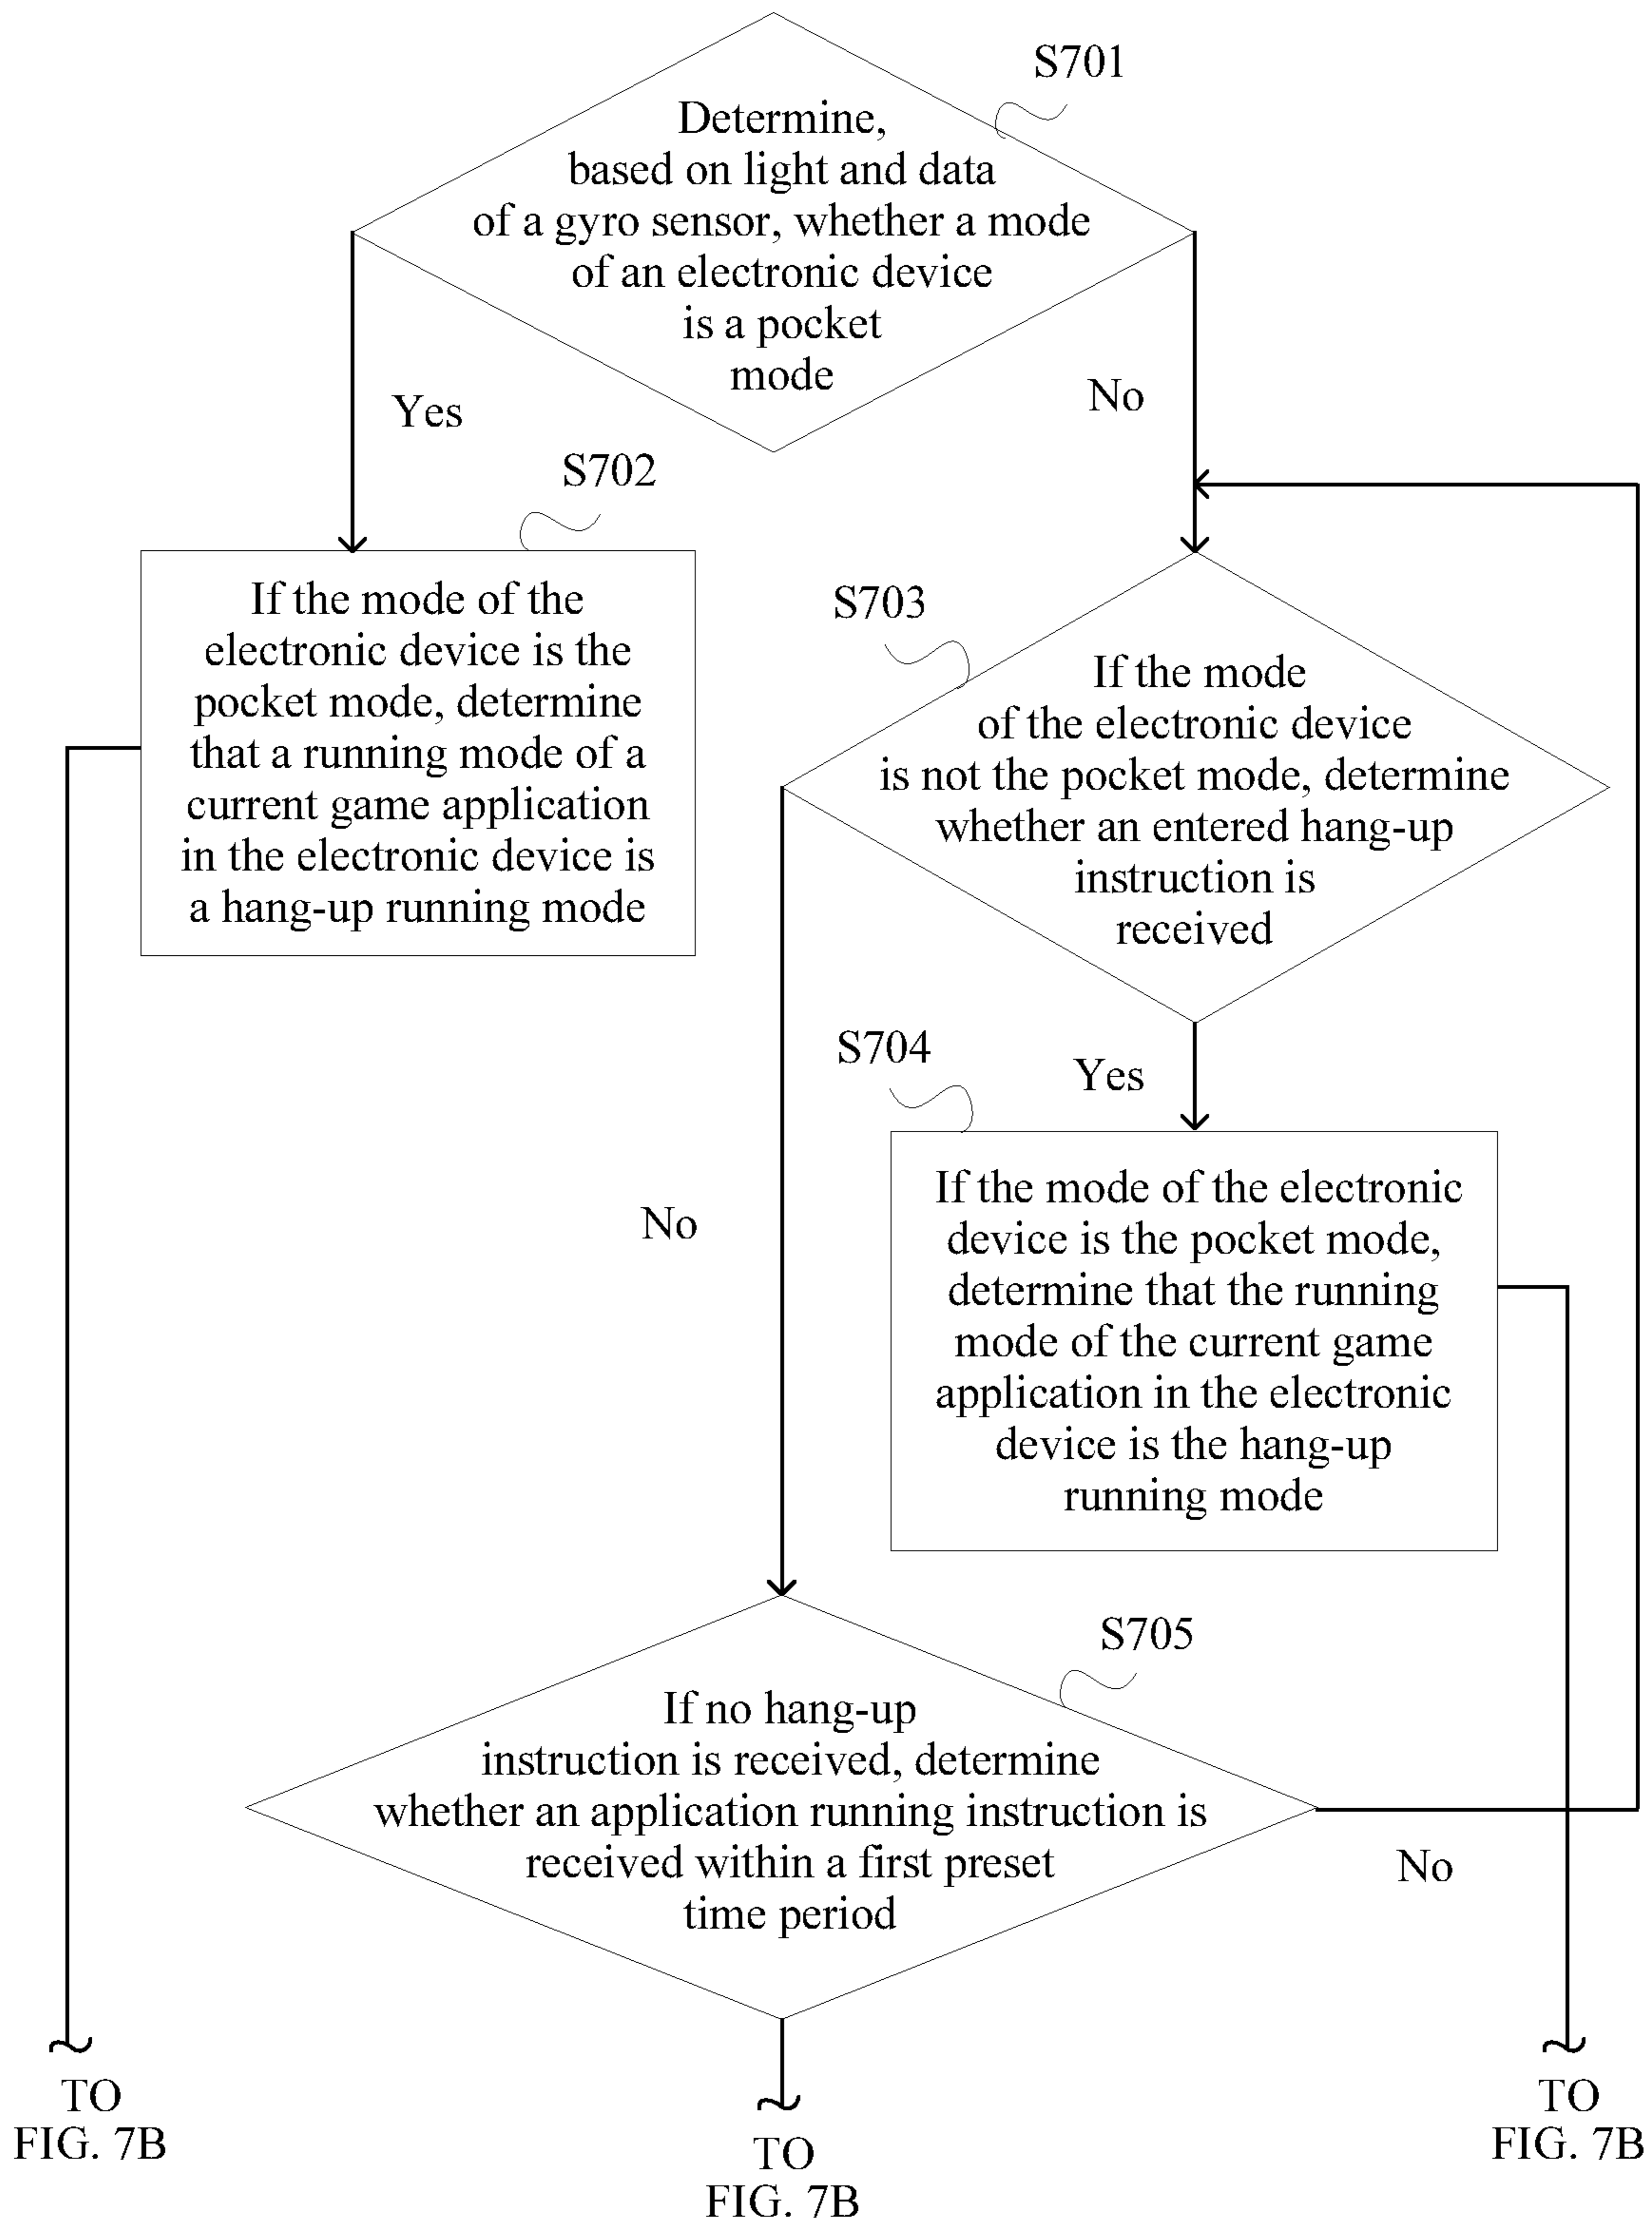 S701
Determine,
based on light and data
of a gyro sensor, whether a mode
of an electronic device
is a pocket
mode
Yes
No
S702
If the mode of the
electronic device is the
pocket mode, determine
that a running mode of a
current game application
in the electronic device is
a hang-up running mode
S703
If the mode
of the electronic device
is not the pocket mode, determine
whether an entered hang-up
instruction is
received
S704
Yes
No
If the mode of the electronic
device is the pocket mode,
determine that the running
mode of the current game
application in the electronic
device is the hang-up
running mode
S705
If no hang-up
instruction is received, determine
whether an application running instruction is
received within a first preset
time period
No
TO
FIG. 7B
TO
FIG. 7B
TO
FIG. 7B